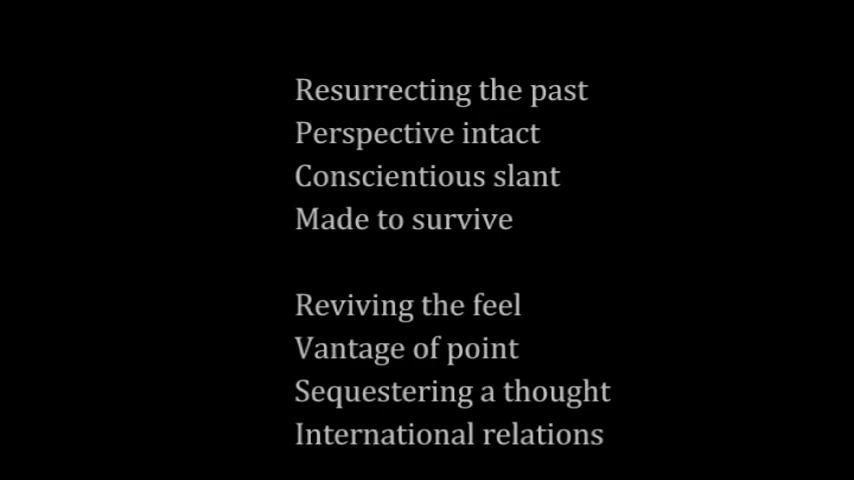 Resurrecting the past
Perspective intact
Conscientious slant
Made to survive
Reviving the feel
Vantage of point
Sequestering a thought
International relations